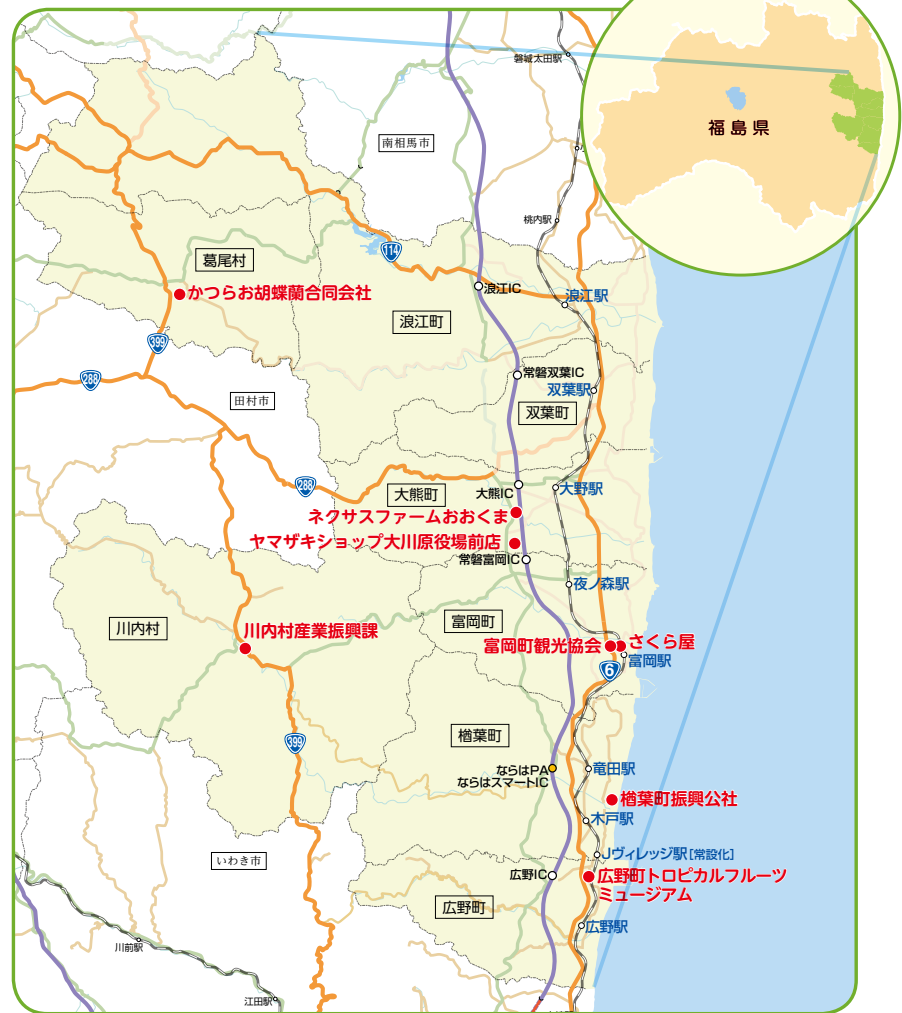 磐城太田駅
福島県
南相馬市
桃内駅
114
葛尾村
かつらお胡蝶蘭合同会社
浪江IC
浪江駅
浪江町
399
常磐双葉IC
288
双葉駅
田村市
双葉町
288
大熊町
大熊IC
大野駅
ネクサスファームおおくま
ヤマザキショップ大川原役場前店
常磐富岡IC
夜ノ森駅
川内村
川内村産業振興課
富岡町
富岡町観光協会
さくら屋
富岡駅
6
399
楢葉町
ならはPA
ならはスマートIC
竜田駅
楢葉町振興公社
木戸駅
Jヴィレッジ駅[常設化]
いわき市
広野IC
広野町トロピカルフルーツ
ミュージアム
広野町
広野駅
川前駅
江田駅